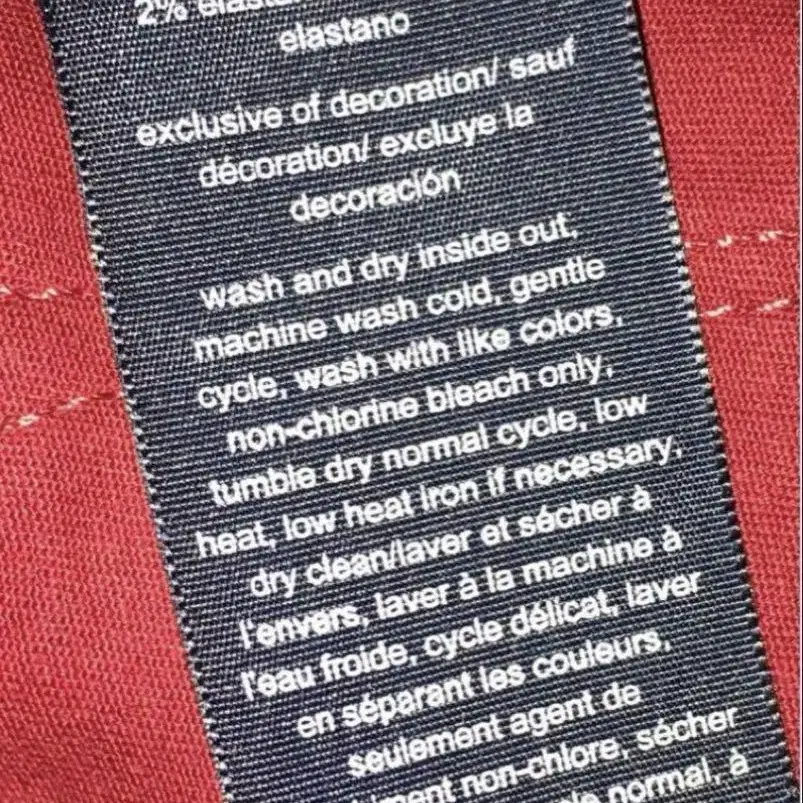 2%
elastano
exclusive of decoration/ sauf
décoration/ excluye la
decoración
wash and dry inside out,
machine wash cold, gentle
cycle, wash with like colors,
non-chlorine bleach only,
tumble dry normal cycle, low
heat, low heat iron if necessary,
dry clean/laver et sécher à
l'envers, laver à la machine à
l'eau froide, cycle délicat, laver
en séparant les couleurs,
seulement agent de
non-chlore, sécher
normal, à